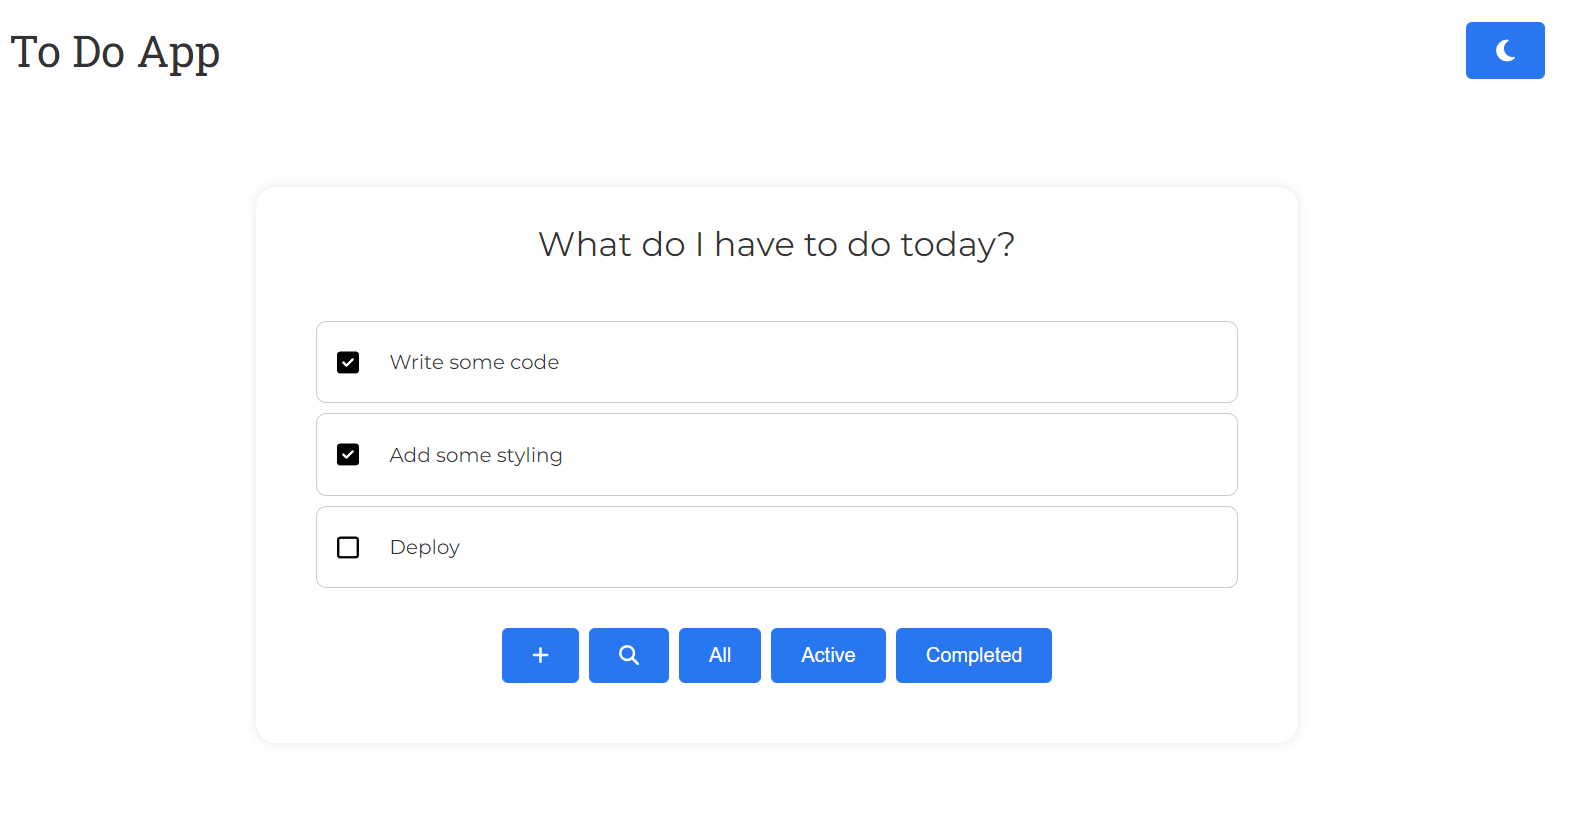 To Do App
What do I have to do today?
Write some code
Add some styling
Deploy
All Active Completed